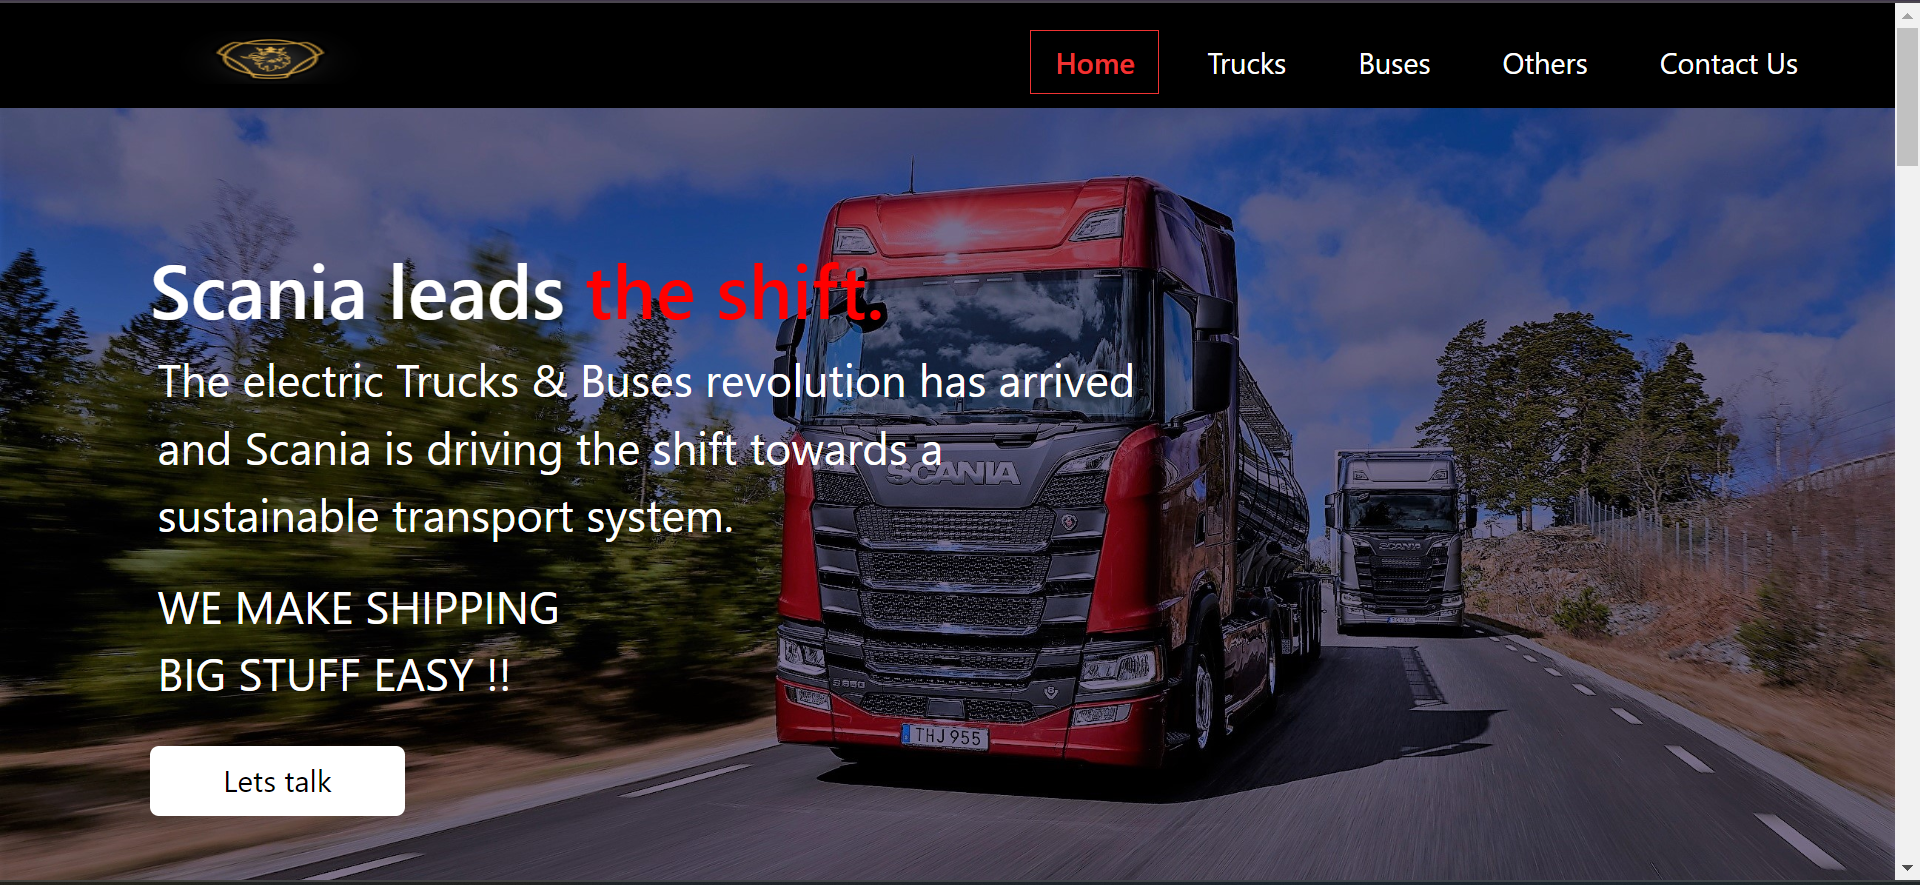 Home Trucks Buses Others Contact Us
Scania leads the shift.
The electric Trucks & Buses revolution has arrived
and Scania is driving the shift towards a
SCANIA
sustainable transport system.
WE MAKE SHIPPING
BIG STUFF EASY !!
THJ 955
Lets talk